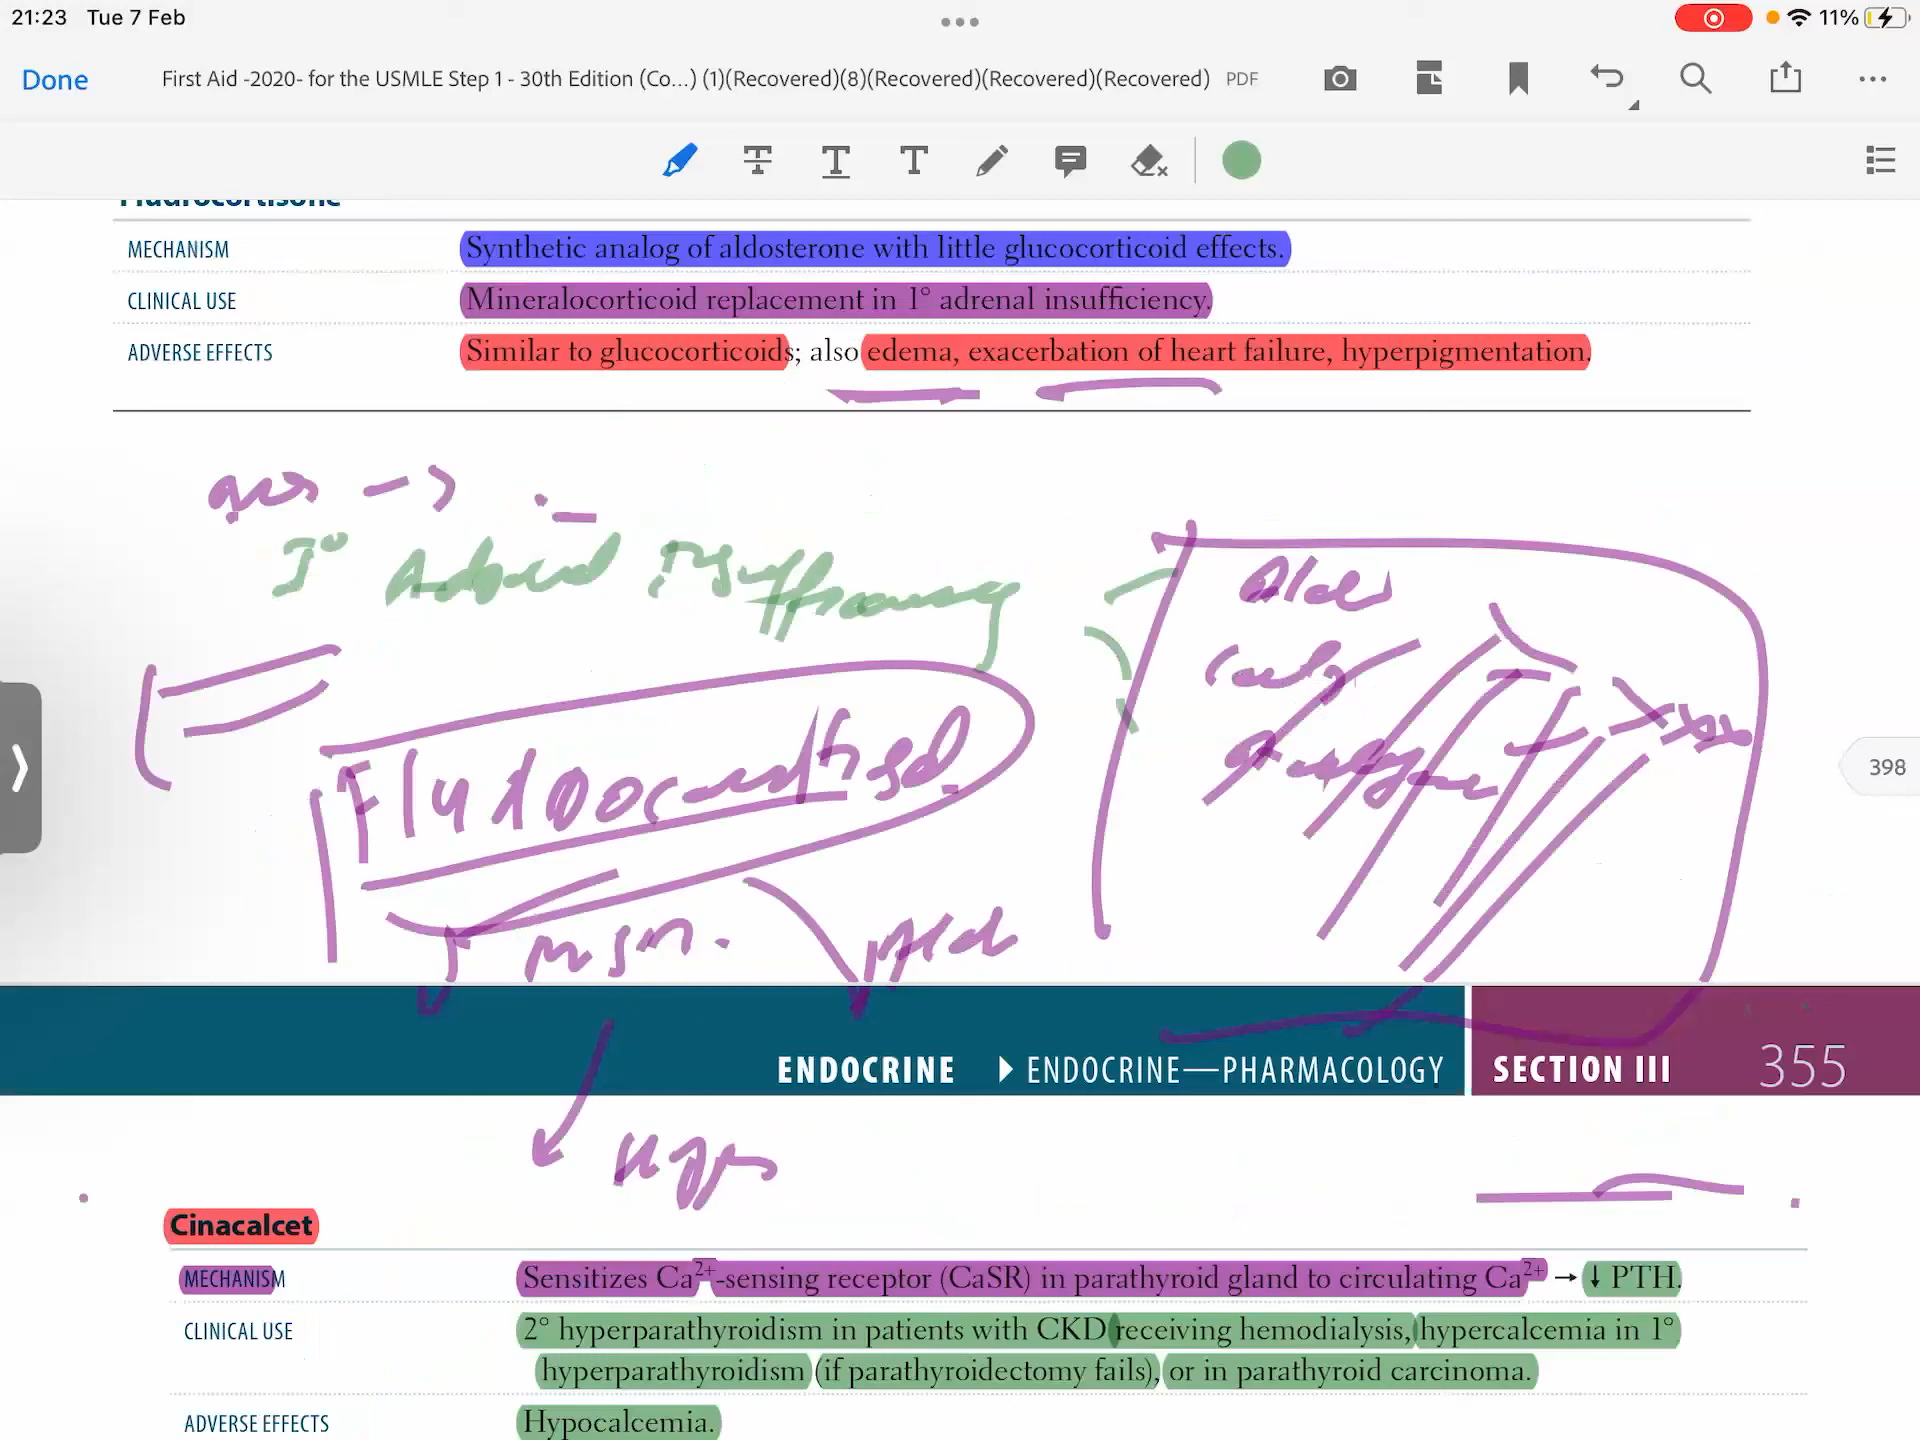 21:23 Tue 7 Feb
11%
Done
First Aid -2020- for the USMLE Step 1 - 30th Edition (Co...) (1)(Recovered)(8)(Recovered)(Recovered)(Recovered) PDF
Fludrocortisone
MECHANISM Synthetic analog of aldosterone with little glucocorticoid effects.
CLINICAL USE Mineralocorticoid replacement in 1° adrenal insufficiency.
ADVERSE EFFECTS Similar to glucocorticoids; also edema, exacerbation of heart failure, hyperpigmentation.
1° Adrenal Insufficiency
Aldo
398
ENDOCRINE ▶ ENDOCRINE—PHARMACOLOGY SECTION III 355
Cinacalcet
MECHANISM Sensitizes Ca²⁺-sensing receptor (CaSR) in parathyroid gland to circulating Ca²⁺ → ↓ PTH.
CLINICAL USE 2° hyperparathyroidism in patients with CKD receiving hemodialysis, hypercalcemia in 1°
hyperparathyroidism (if parathyroidectomy fails), or in parathyroid carcinoma.
ADVERSE EFFECTS Hypocalcemia.